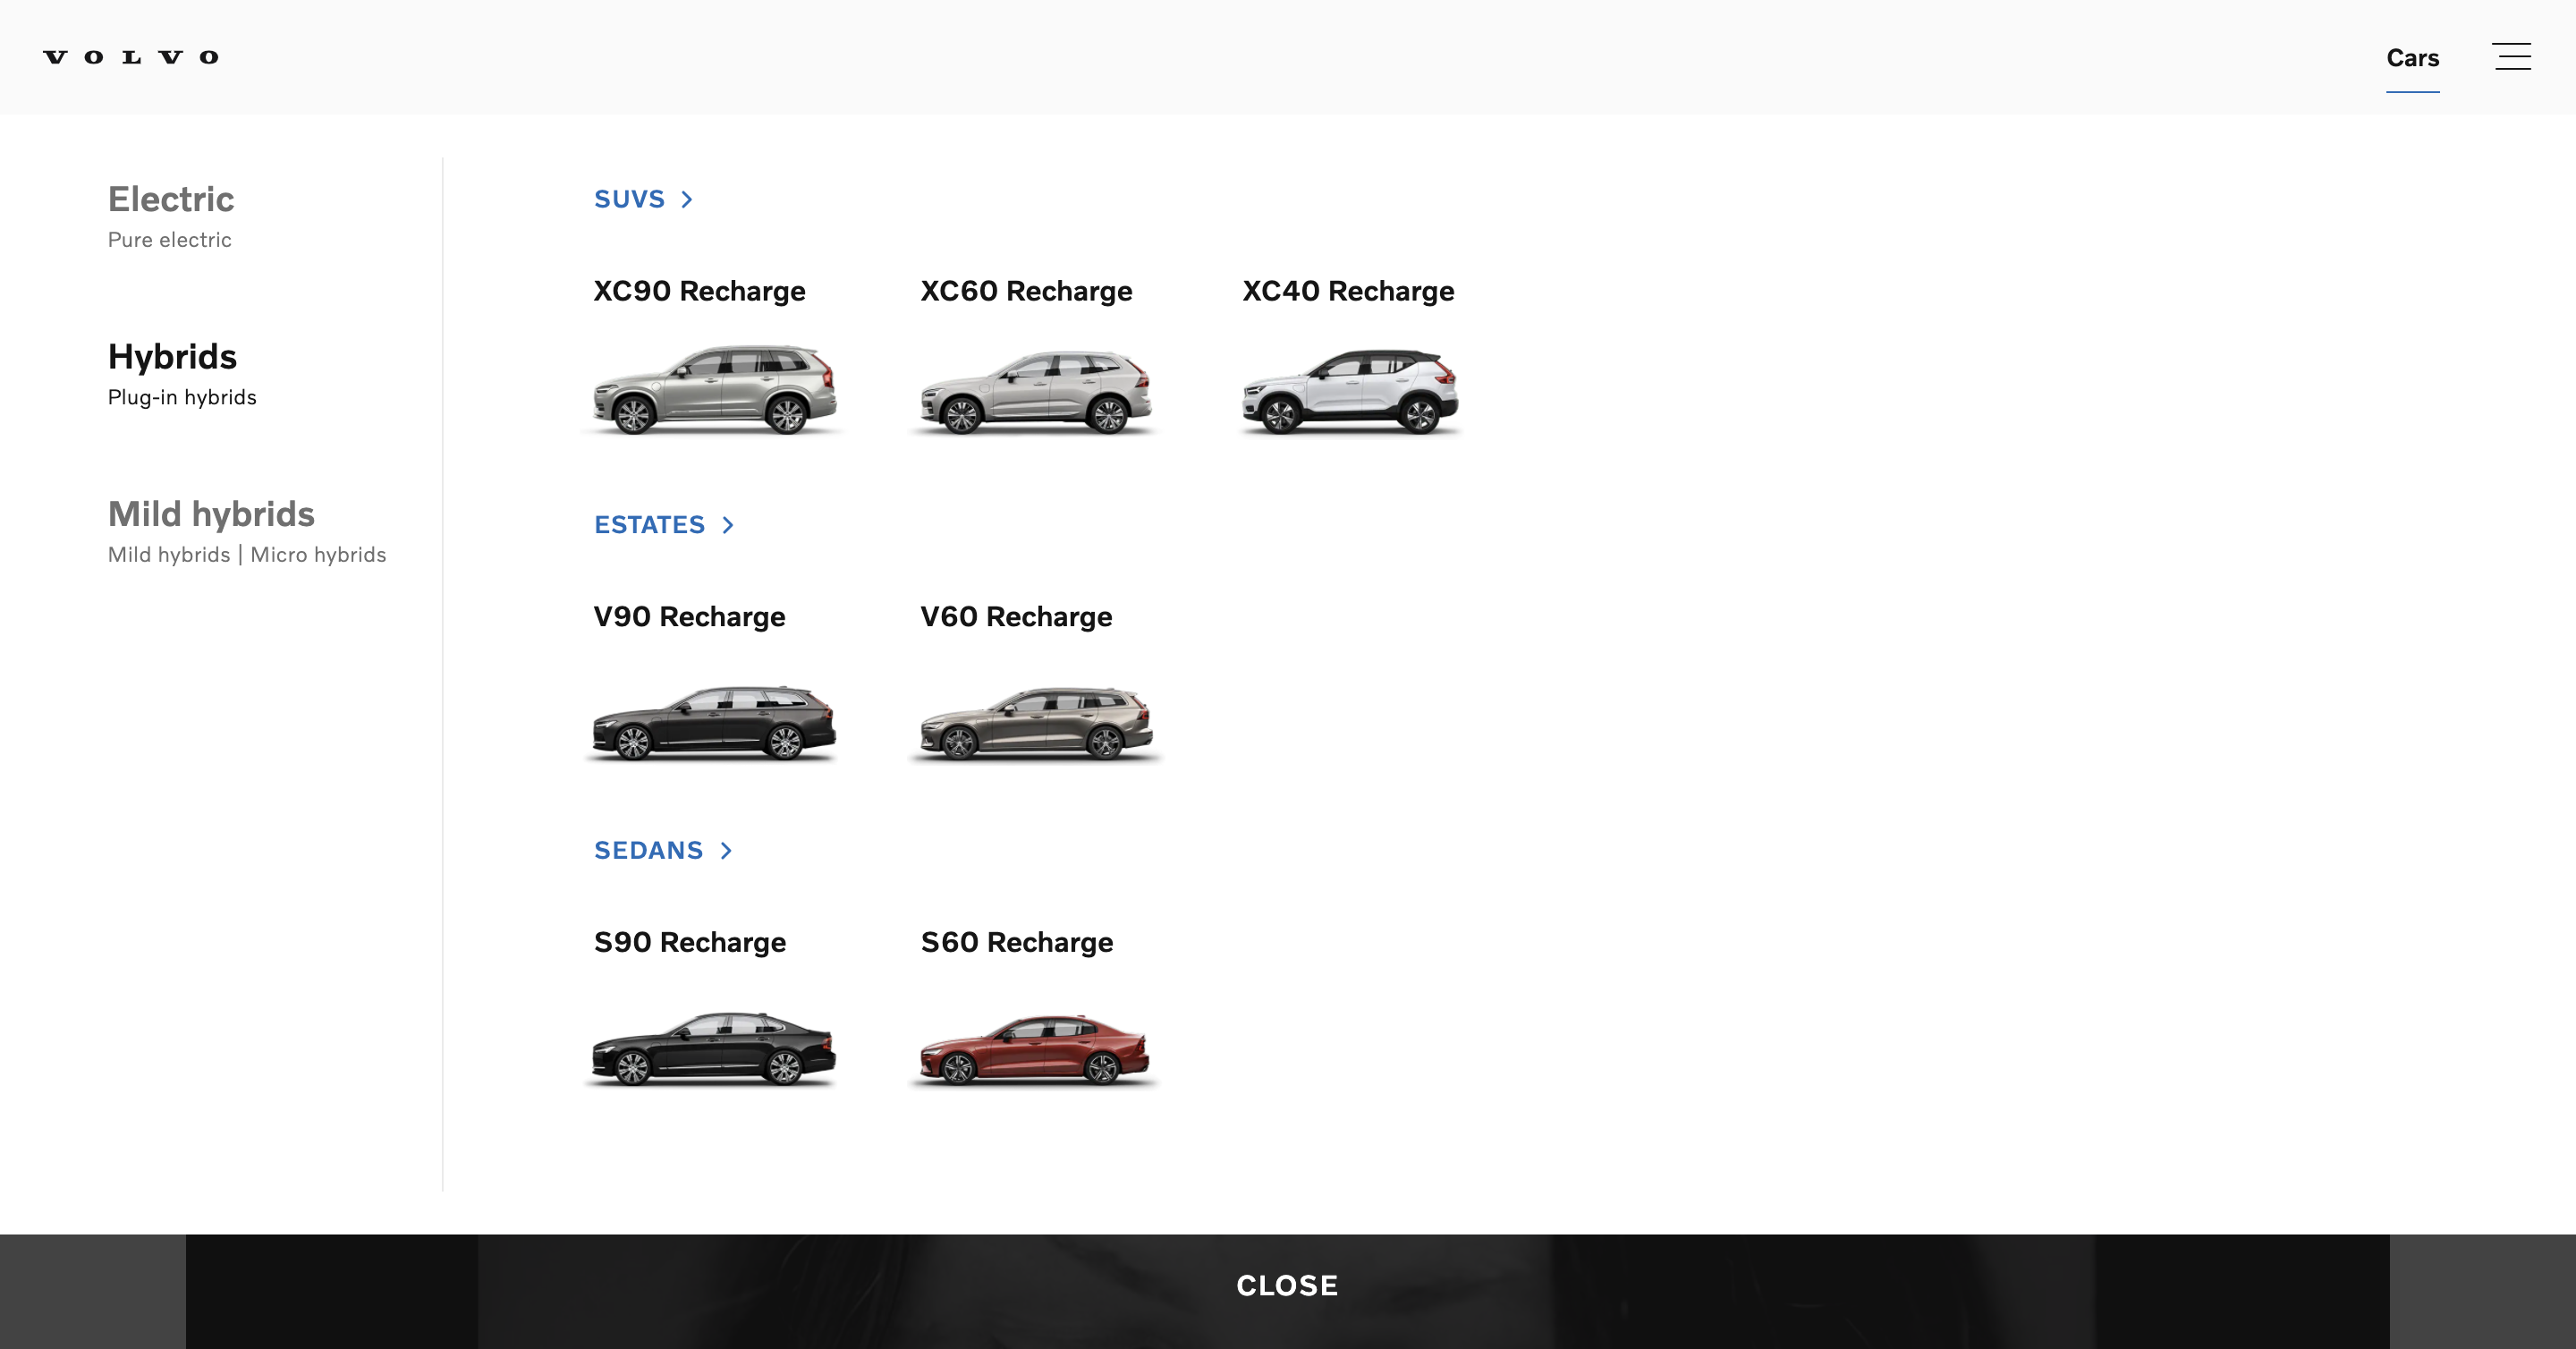 VOLVO
Cars
Electric
Pure electric
Hybrids
Plug-in hybrids
Mild hybrids
Mild hybrids | Micro hybrids
SUVS
XC90 Recharge
XC60 Recharge
XC40 Recharge
ESTATES
V90 Recharge
V60 Recharge
SEDANS
S90 Recharge
S60 Recharge
CLOSE